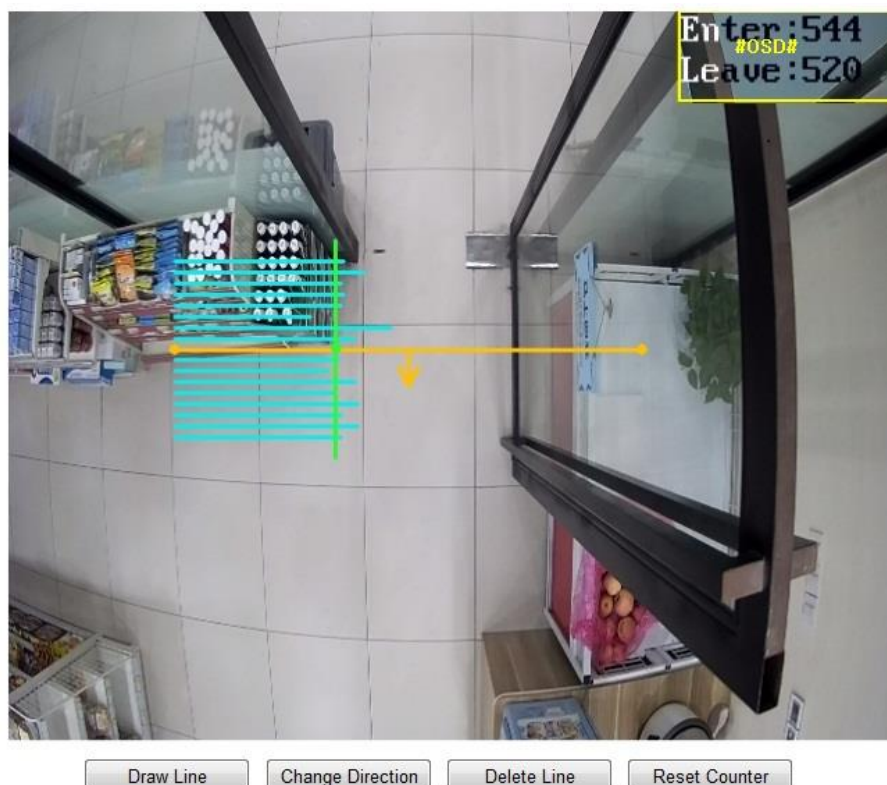 Enter:544
#OSD#
Leave:520
Draw Line
Change Direction
Delete Line
Reset Counter